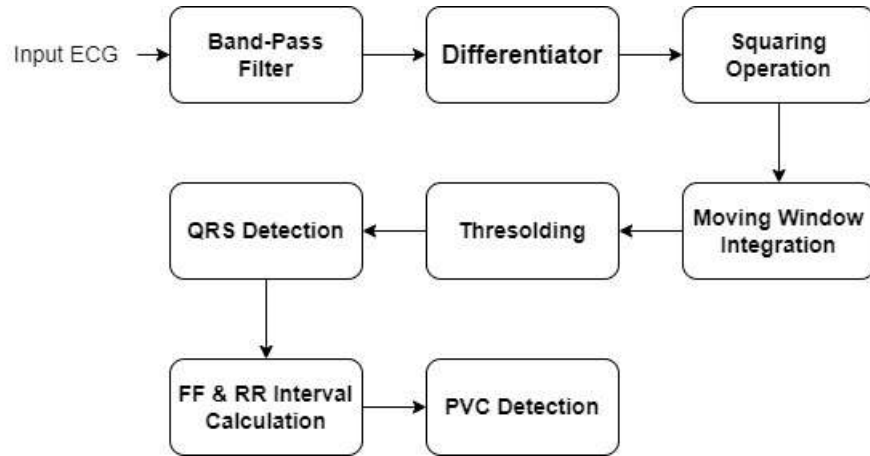 Input ECG
Band-Pass
Filter
Differentiator
Squaring
Operation
Moving Window
Integration
Thresolding
QRS Detection
FF & RR Interval
Calculation
PVC Detection